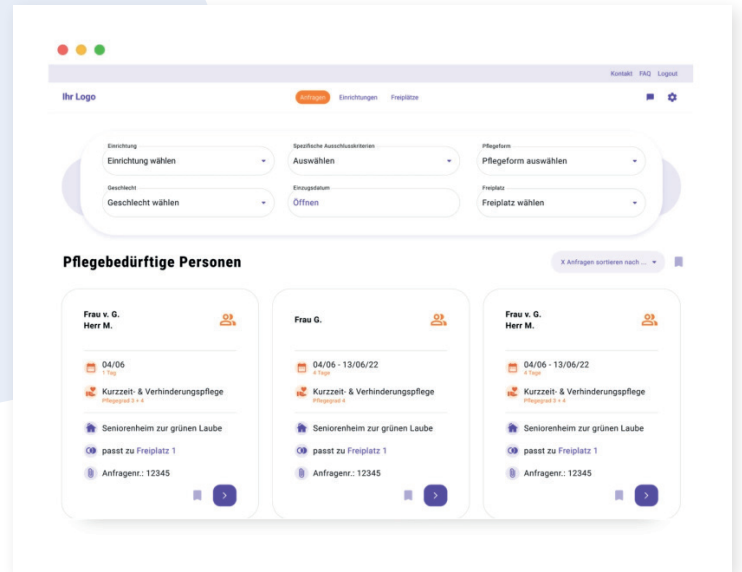 Kontakt FAQ Logout
Ihr Logo
Anfragen Einrichtungen Freiplätze
Einrichtung
Einrichtung wählen
Spezifische Ausschlusskriterien
Auswählen
Pflegeform
Pflegeform auswählen
Geschlecht
Geschlecht wählen
Einzugsdatum
Öffnen
Freiplatz
Freiplatz wählen
Pflegebedürftige Personen
X Anfragen sortieren nach ...
Frau v. G.
Herr M.
04/06
1 Tag
Kurzzeit- & Verhinderungspflege
Pflegegrad 3 + 4
Seniorenheim zur grünen Laube
passt zu Freiplatz 1
Anfragenr.: 12345
Frau G.
04/06 - 13/06/22
4 Tage
Kurzzeit- & Verhinderungspflege
Pflegegrad 4
Seniorenheim zur grünen Laube
passt zu Freiplatz 1
Anfragenr.: 12345
Frau v. G.
Herr M.
04/06 - 13/06/22
4 Tage
Kurzzeit- & Verhinderungspflege
Pflegegrad 3 + 4
Seniorenheim zur grünen Laube
passt zu Freiplatz 1
Anfragenr.: 12345